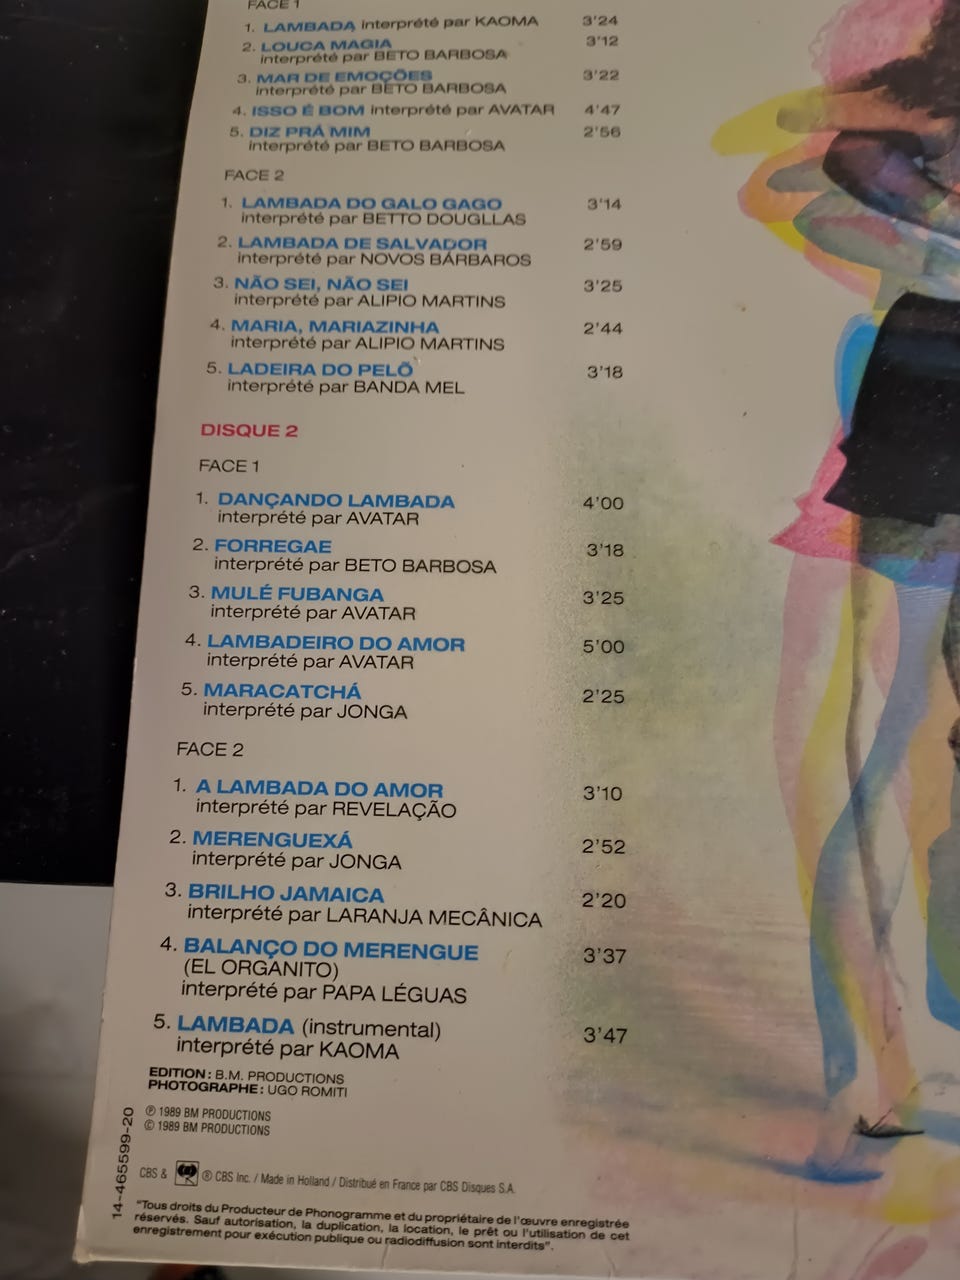 FACE 1
1. LAMBADA interprété par KAOMA 3'24
2. LOUCA MAGIA 3'12
interprété par BETO BARBOSA
3. MAR DE EMOÇÕES 3'22
interprété par BETO BARBOSA
4. ISSO É BOM interprété par AVATAR 4'47
5. DIZ PRÁ MIM 2'56
interprété par BETO BARBOSA
FACE 2
1. LAMBADA DO GALO GAGO 3'14
interprété par BETTO DOUGLLAS
2. LAMBADA DE SALVADOR 2'59
interprété par NOVOS BÁRBAROS
3. NÃO SEI, NÃO SEI 3'25
interprété par ALIPIO MARTINS
4. MARIA, MARIAZINHA 2'44
interprété par ALIPIO MARTINS
5. LADEIRA DO PELÔ 3'18
interprété par BANDA MEL
DISQUE 2
FACE 1
1. DANÇANDO LAMBADA 4'00
interprété par AVATAR
2. FORREGAE 3'18
interprété par BETO BARBOSA
3. MULÉ FUBANGA 3'25
interprété par AVATAR
4. LAMBADEIRO DO AMOR 5'00
interprété par AVATAR
5. MARACATCHÁ 2'25
interprété par JONGA
FACE 2
1. A LAMBADA DO AMOR 3'10
interprété par REVELAÇÃO
2. MERENGUEXÁ 2'52
interprété par JONGA
3. BRILHO JAMAICA 2'20
interprété par LARANJA MECÂNICA
4. BALANÇO DO MERENGUE 3'37
(EL ORGANITO)
interprété par PAPA LÉGUAS
5. LAMBADA (instrumental) 3'47
interprété par KAOMA
EDITION : B.M. PRODUCTIONS
PHOTOGRAPHE : UGO ROMITI
℗ 1989 BM PRODUCTIONS
© 1989 BM PRODUCTIONS
14-465599-20
CBS & ® CBS Inc. / Made in Holland / Distribué en France par CBS Disques S.A.
"Tous droits du Producteur de Phonogramme et du propriétaire de l'œuvre enregistrée
réservés. Sauf autorisation, la duplication, la location, le prêt ou l'utilisation de cet
enregistrement pour exécution publique ou radiodiffusion sont interdits".